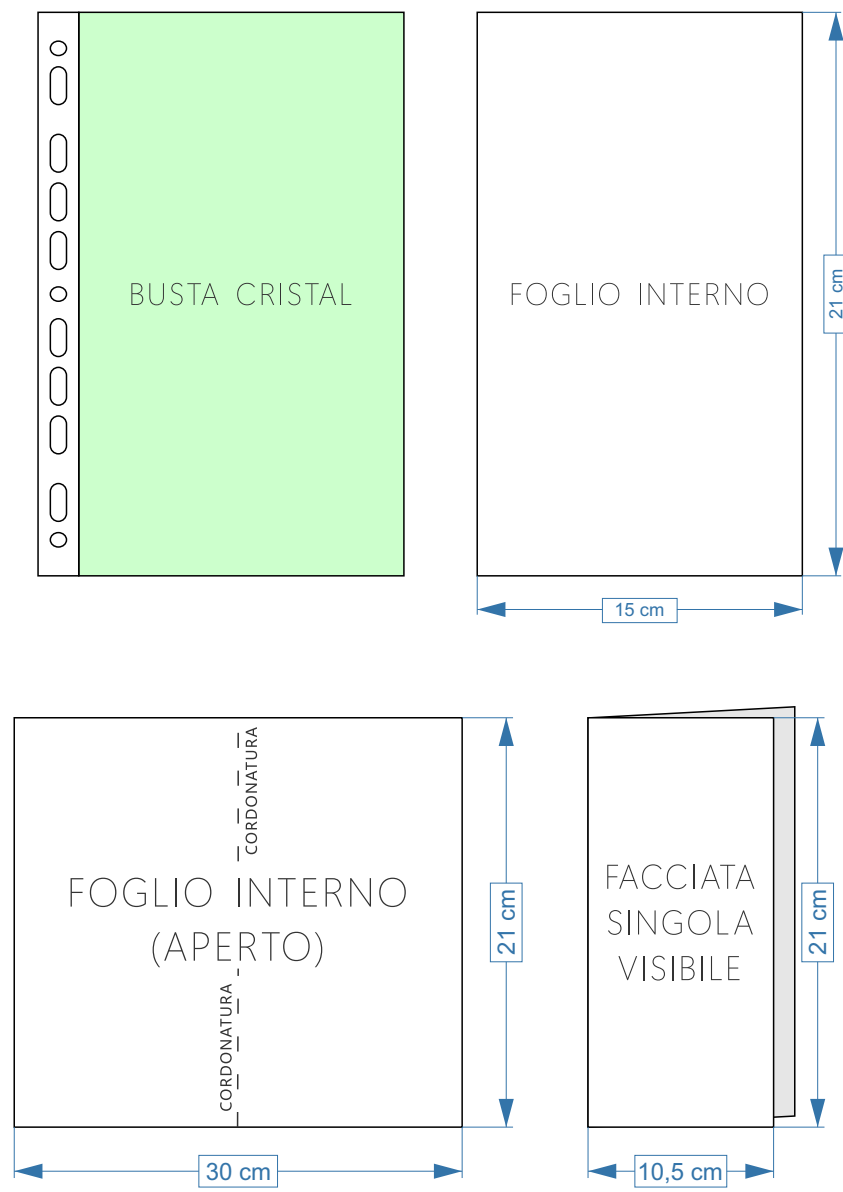 BUSTA CRISTAL
FOGLIO INTERNO
21 cm
15 cm
CORDONATURA
FOGLIO INTERNO
(APERTO)
CORDONATURA
21 cm
30 cm
FACCIATA
SINGOLA
VISIBILE
21 cm
10,5 cm